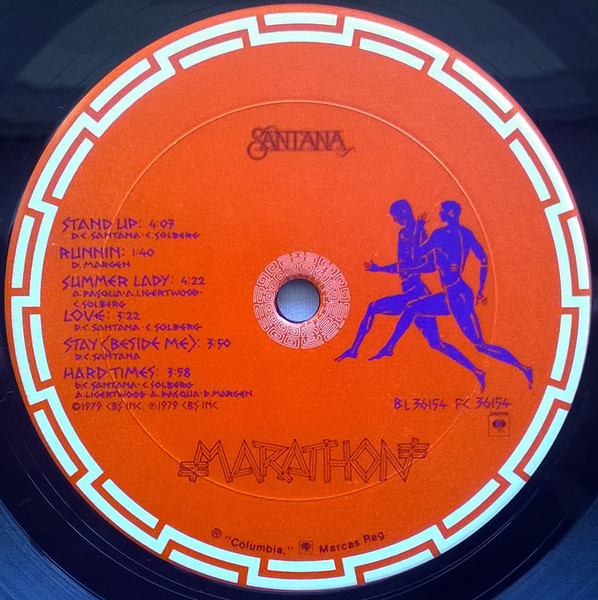 SANTANA
STAND UP: 4:03
D.C. SANTANA-C. SOLBERG
RUNNIN: 1:40
D. MARGEN
SUMMER LADY: 4:22
A. PASQUA-A. LIGERTWOOD-
C. SOLBERG
LOVE: 3:22
D.C. SANTANA-C. SOLBERG
STAY (BESIDE ME): 3:50
D.C. SANTANA
HARD TIMES: 3:58
D.C. SANTANA-C. SOLBERG
A. LIGERTWOOD-A. PASQUA-D. MARGEN
©1979 CBS INC ℗1979 CBS INC
BL 36154 FC 36154
MARATHON
® "Columbia," Marcas Reg.